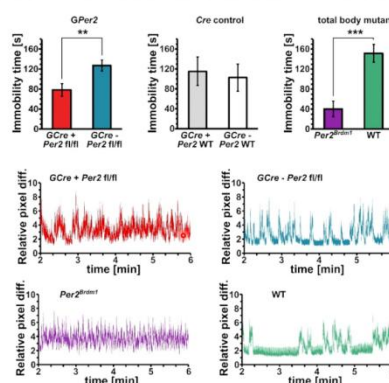 GPer2
Cre control
total body mutant
**
***
Immobility time [s]
160
120
80
40
0
GCre +
Per2 fl/fl
GCre -
Per2 fl/fl
Immobility time [s]
160
120
80
40
0
GCre +
Per2 WT
GCre -
Per2 WT
Immobility time [s]
160
120
80
40
0
Per2Brdm1
WT
GCre + Per2 fl/fl
Relative pixel diff.
10
8
6
4
2
0
2 3 4 5 6
time [min]
GCre - Per2 fl/fl
Relative pixel diff.
10
8
6
4
2
0
2 3 4 5
time [min]
Per2Brdm1
Relative pixel diff.
10
8
6
4
2
0
2 3 4 5 6
time [min]
WT
Relative pixel diff.
10
8
6
4
2
0
2 3 4 5
time [min]